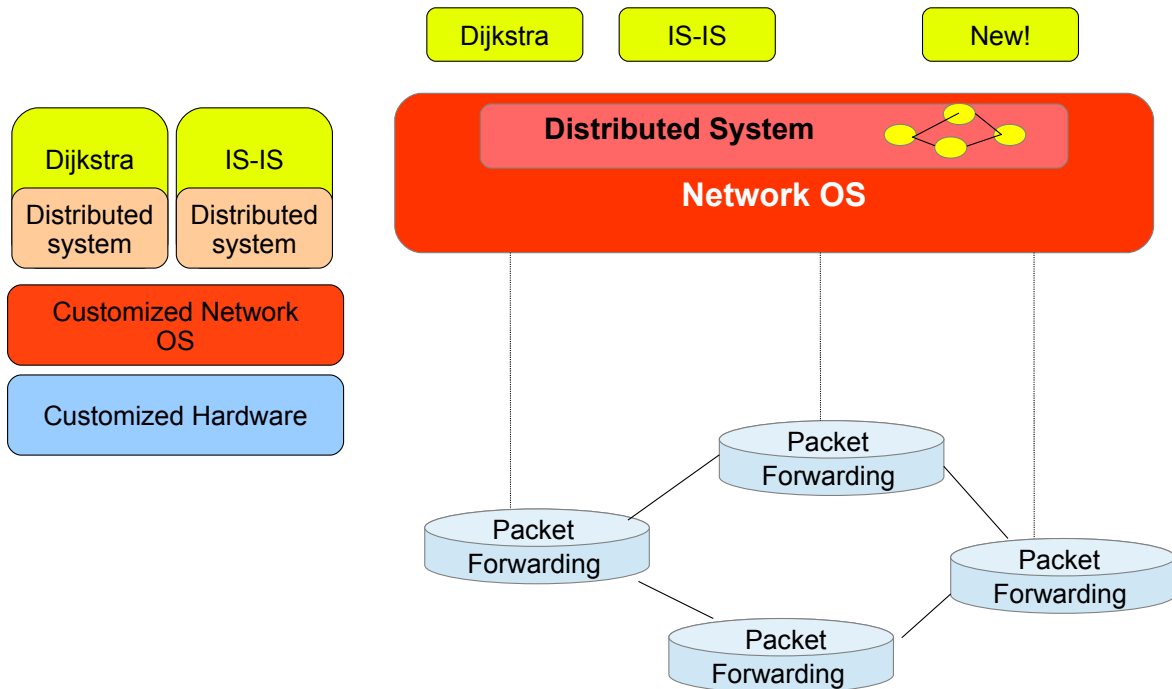 Dijkstra
IS-IS
New!
Dijkstra
IS-IS
Distributed
system
Distributed
system
Customized Network
OS
Customized Hardware
Distributed System
Network OS
Packet
Forwarding
Packet
Forwarding
Packet
Forwarding
Packet
Forwarding